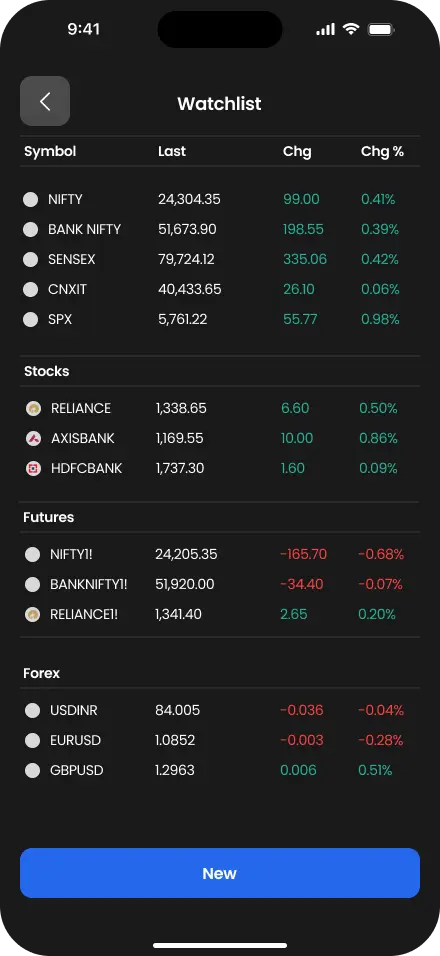 9:41
Watchlist
Symbol Last Chg Chg %
NIFTY 24,304.35 99.00 0.41%
BANK NIFTY 51,673.90 198.55 0.39%
SENSEX 79,724.12 335.06 0.42%
CNXIT 40,433.65 26.10 0.06%
SPX 5,761.22 55.77 0.98%
Stocks
RELIANCE 1,338.65 6.60 0.50%
AXISBANK 1,169.55 10.00 0.86%
HDFCBANK 1,737.30 1.60 0.09%
Futures
NIFTY1! 24,205.35 -165.70 -0.68%
BANKNIFTY1! 51,920.00 -34.40 -0.07%
RELIANCE1! 1,341.40 2.65 0.20%
Forex
USDINR 84.005 -0.036 -0.04%
EURUSD 1.0852 -0.003 -0.28%
GBPUSD 1.2963 0.006 0.51%
New